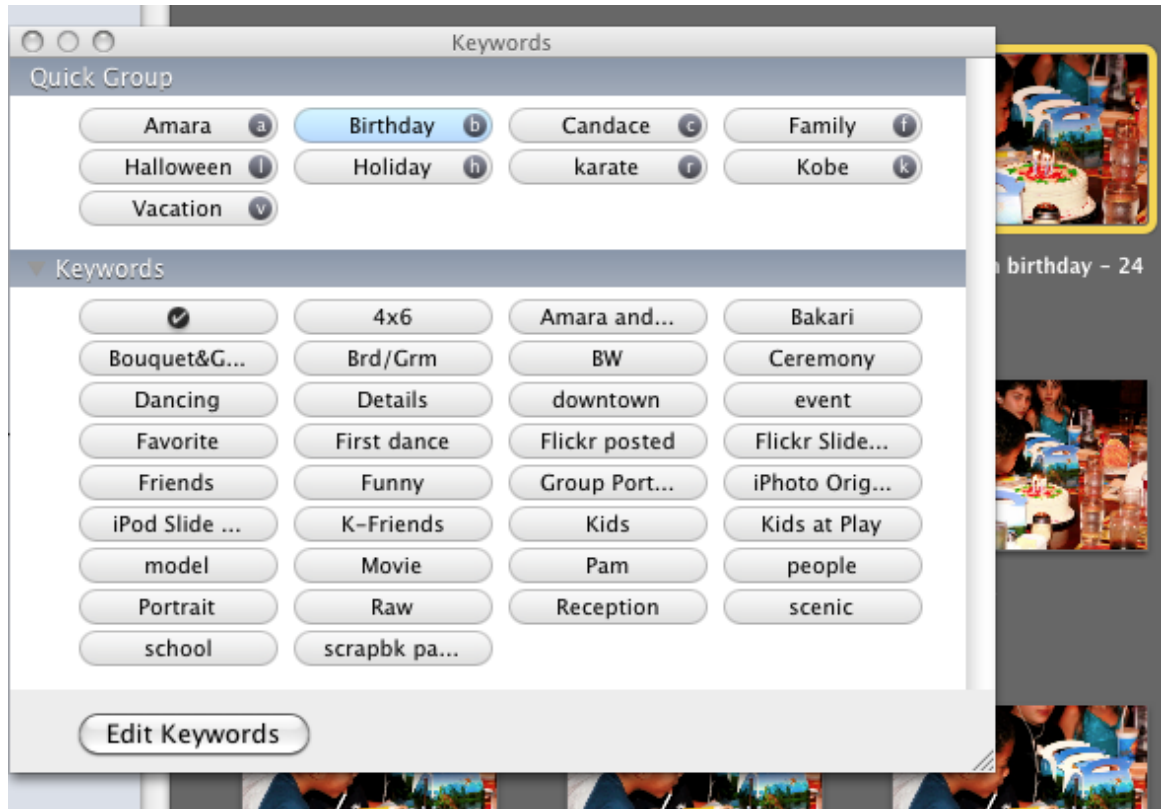 Keywords
Quick Group
Amara a Birthday b Candace c Family f
Halloween l Holiday h karate r Kobe k
Vacation v
Keywords
birthday - 24
4x6 Amara and... Bakari
Bouquet&G... Brd/Grm BW Ceremony
Dancing Details downtown event
Favorite First dance Flickr posted Flickr Slide...
Friends Funny Group Port... iPhoto Orig...
iPod Slide ... K-Friends Kids Kids at Play
model Movie Pam people
Portrait Raw Reception scenic
school scrapbk pa...
Edit Keywords